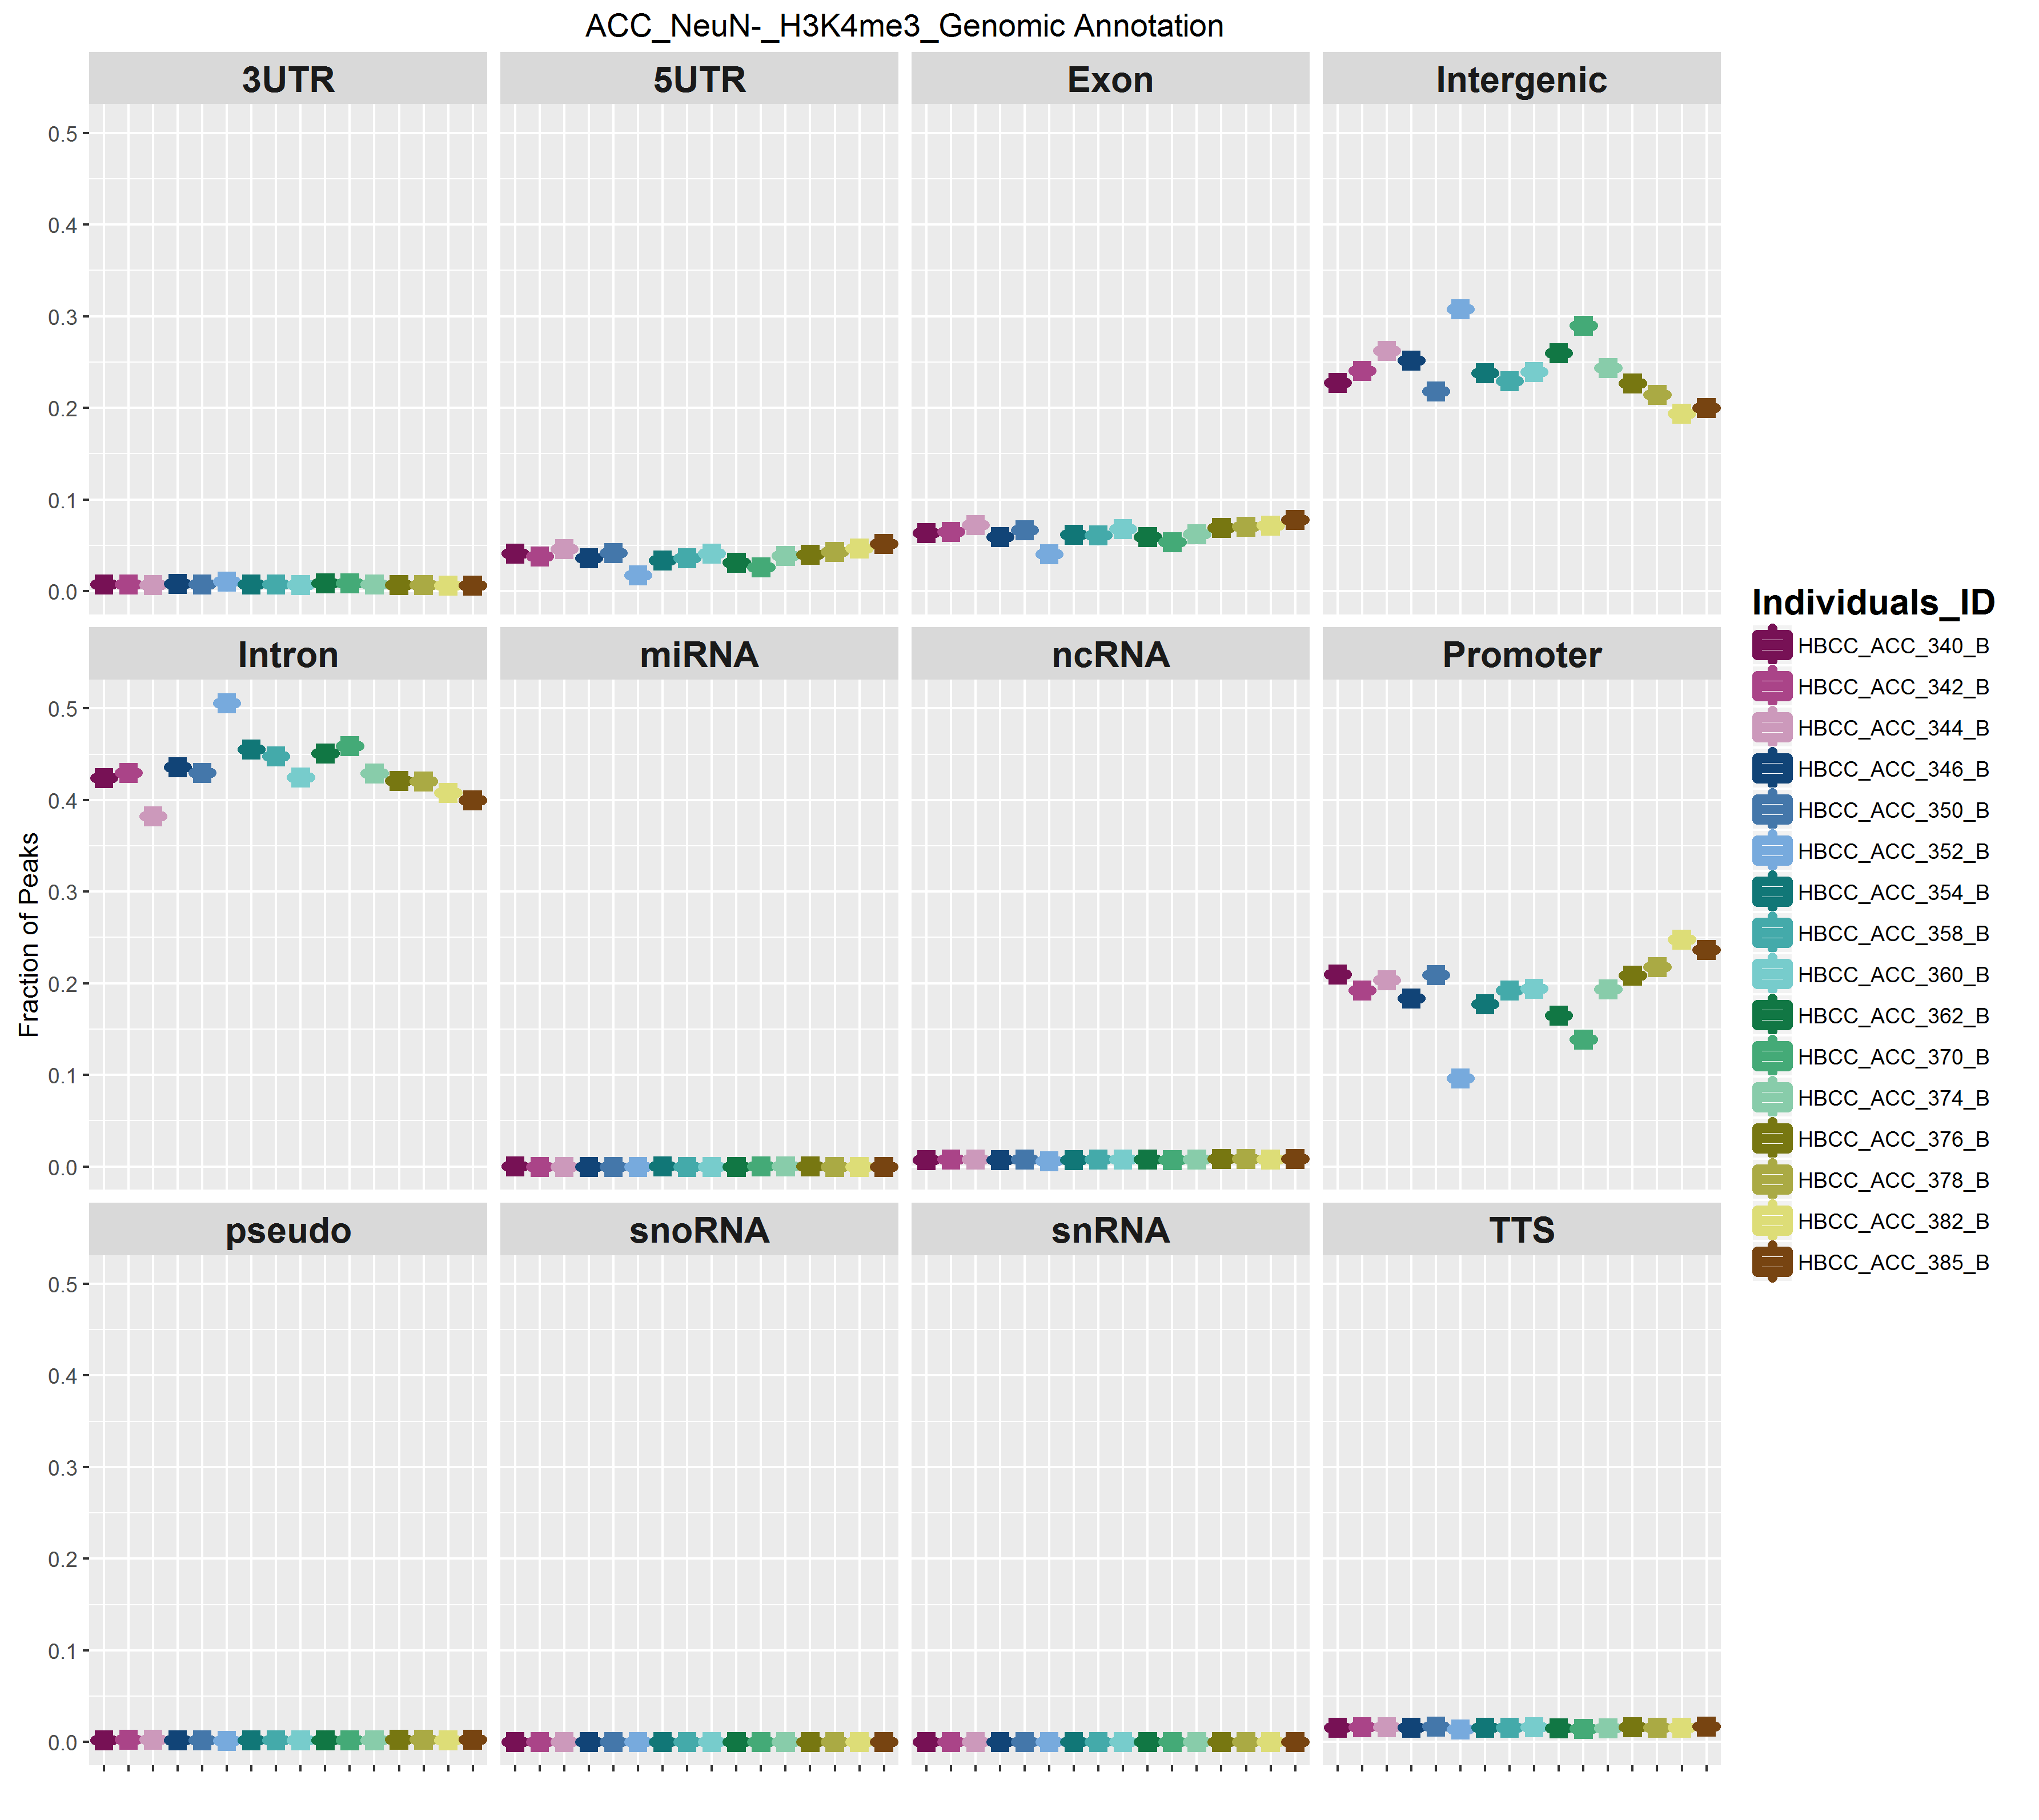 ACC_NeuN-_H3K4me3_Genomic Annotation
3UTR 5UTR Exon Intergenic
0.5
0.4
0.3
0.2
0.1
0.0
Intron miRNA ncRNA Promoter
0.5
0.4
0.3
0.2
0.1
0.0
pseudo snoRNA snRNA TTS
0.5
0.4
0.3
0.2
0.1
0.0
Fraction of Peaks
Individuals_ID
HBCC_ACC_340_B
HBCC_ACC_342_B
HBCC_ACC_344_B
HBCC_ACC_346_B
HBCC_ACC_350_B
HBCC_ACC_352_B
HBCC_ACC_354_B
HBCC_ACC_358_B
HBCC_ACC_360_B
HBCC_ACC_362_B
HBCC_ACC_370_B
HBCC_ACC_374_B
HBCC_ACC_376_B
HBCC_ACC_378_B
HBCC_ACC_382_B
HBCC_ACC_385_B